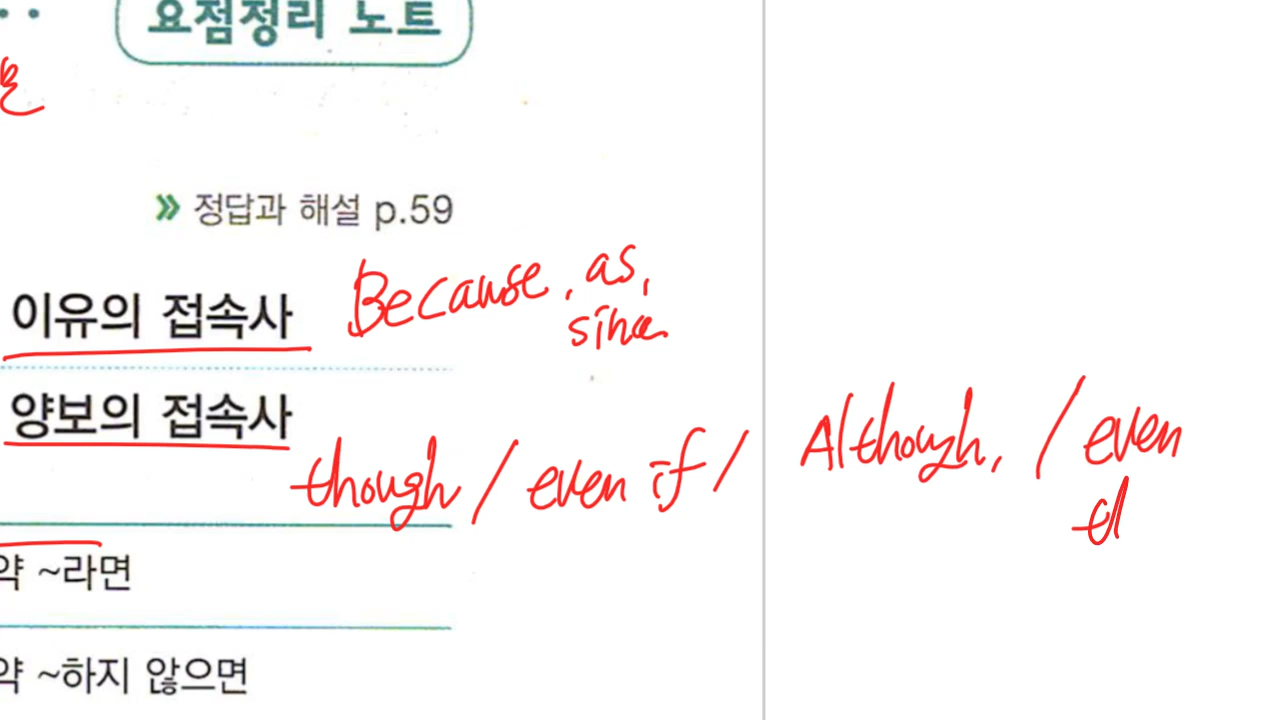 요점정리 노트
» 정답과 해설 p.59
이유의 접속사 Because, as,
since
양보의 접속사
though / even if / Although, / even
약 ~라면
약 ~하지 않으면